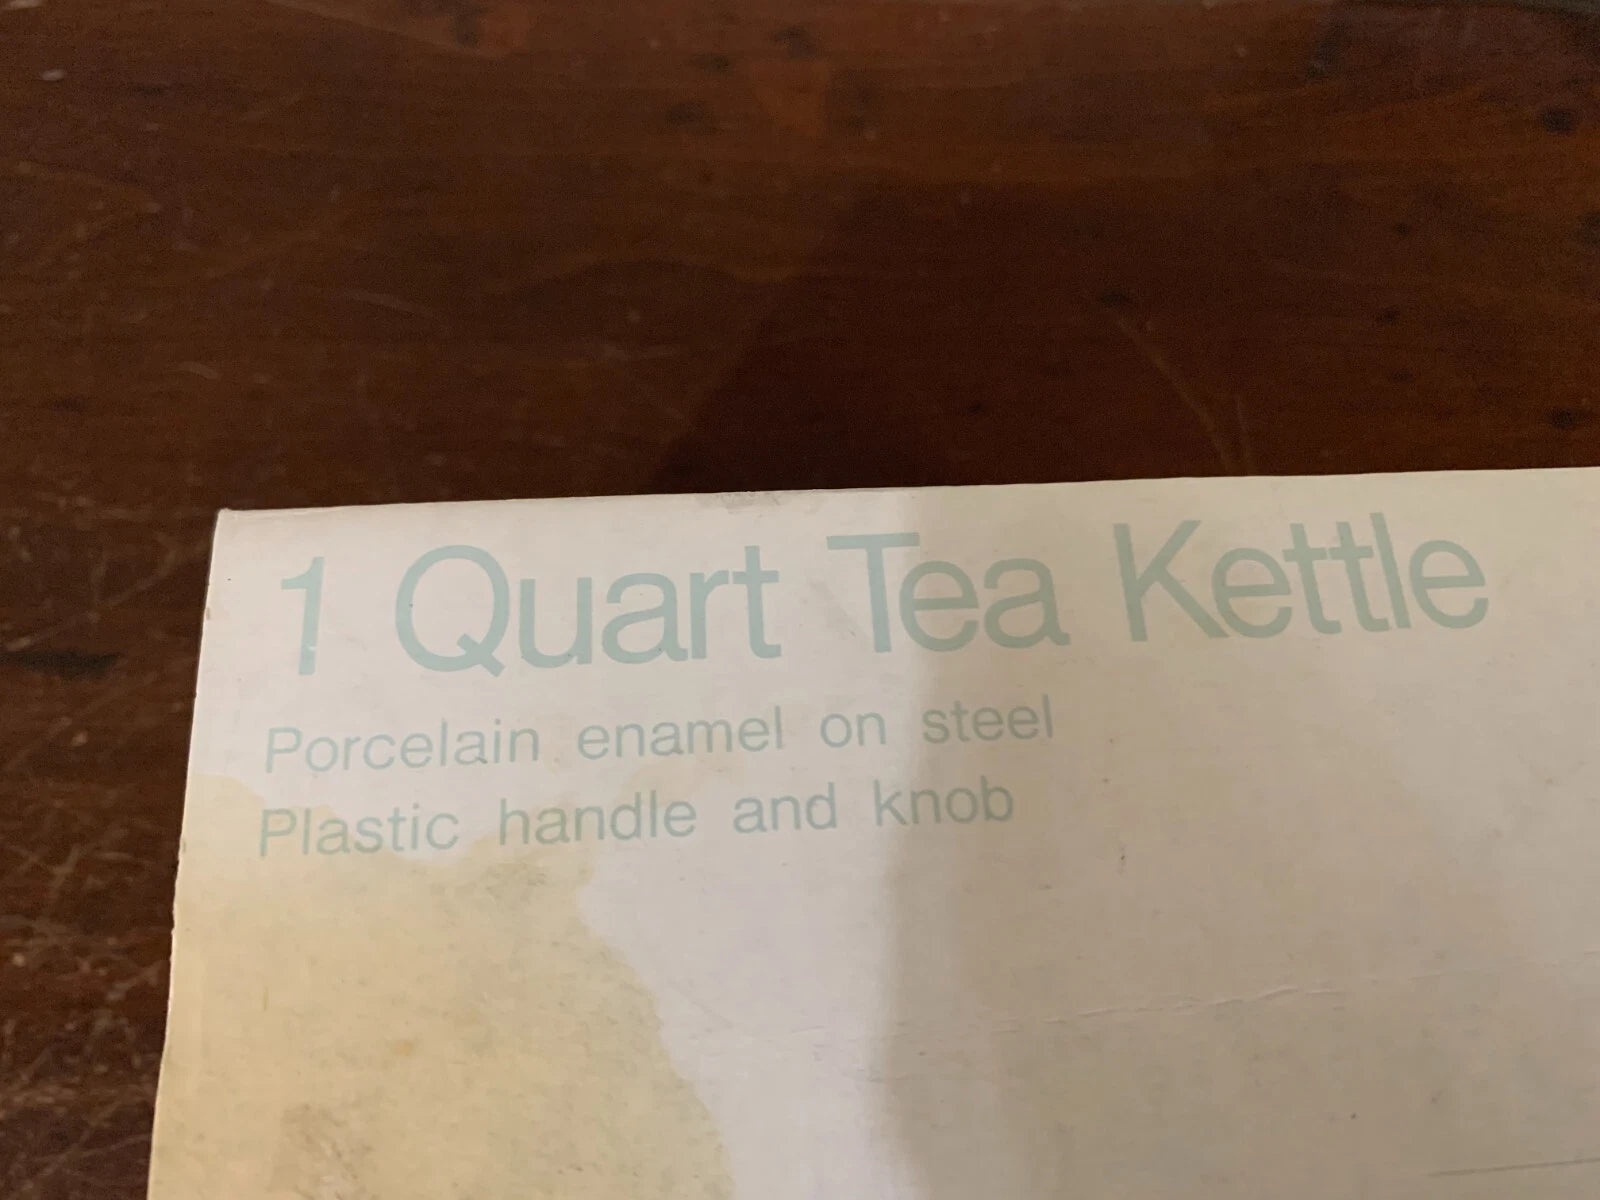 1 Quart Tea Kettle
Porcelain enamel on steel
Plastic handle and knob